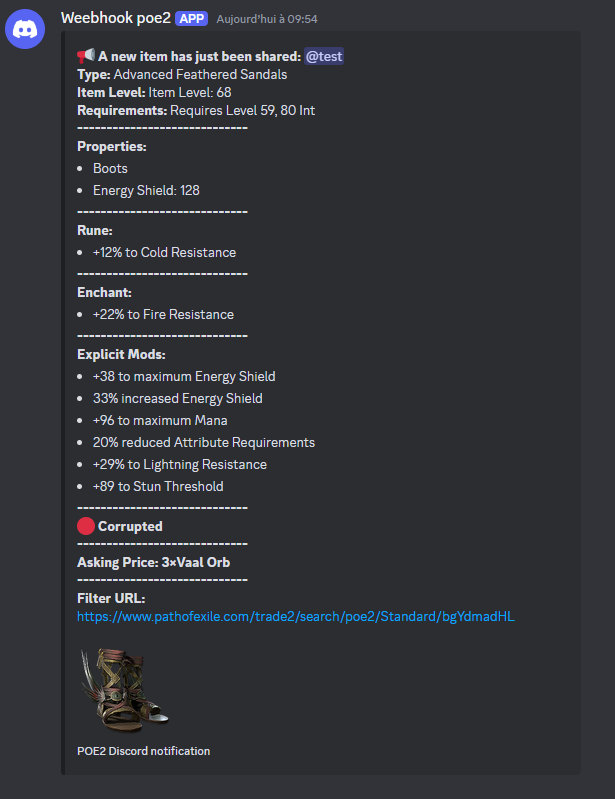 Weebhook poe2 APP Aujourd'hui à 09:54
A new item has just been shared: @test
Type: Advanced Feathered Sandals
Item Level: Item Level: 68
Requirements: Requires Level 59, 80 Int
----------------------------
Properties:
• Boots
• Energy Shield: 128
----------------------------
Rune:
• +12% to Cold Resistance
----------------------------
Enchant:
• +22% to Fire Resistance
----------------------------
Explicit Mods:
• +38 to maximum Energy Shield
• 33% increased Energy Shield
• +96 to maximum Mana
• 20% reduced Attribute Requirements
• +29% to Lightning Resistance
• +89 to Stun Threshold
----------------------------
Corrupted
----------------------------
Asking Price: 3×Vaal Orb
----------------------------
Filter URL:
https://www.pathofexile.com/trade2/search/poe2/Standard/bgYdmadHL
POE2 Discord notification